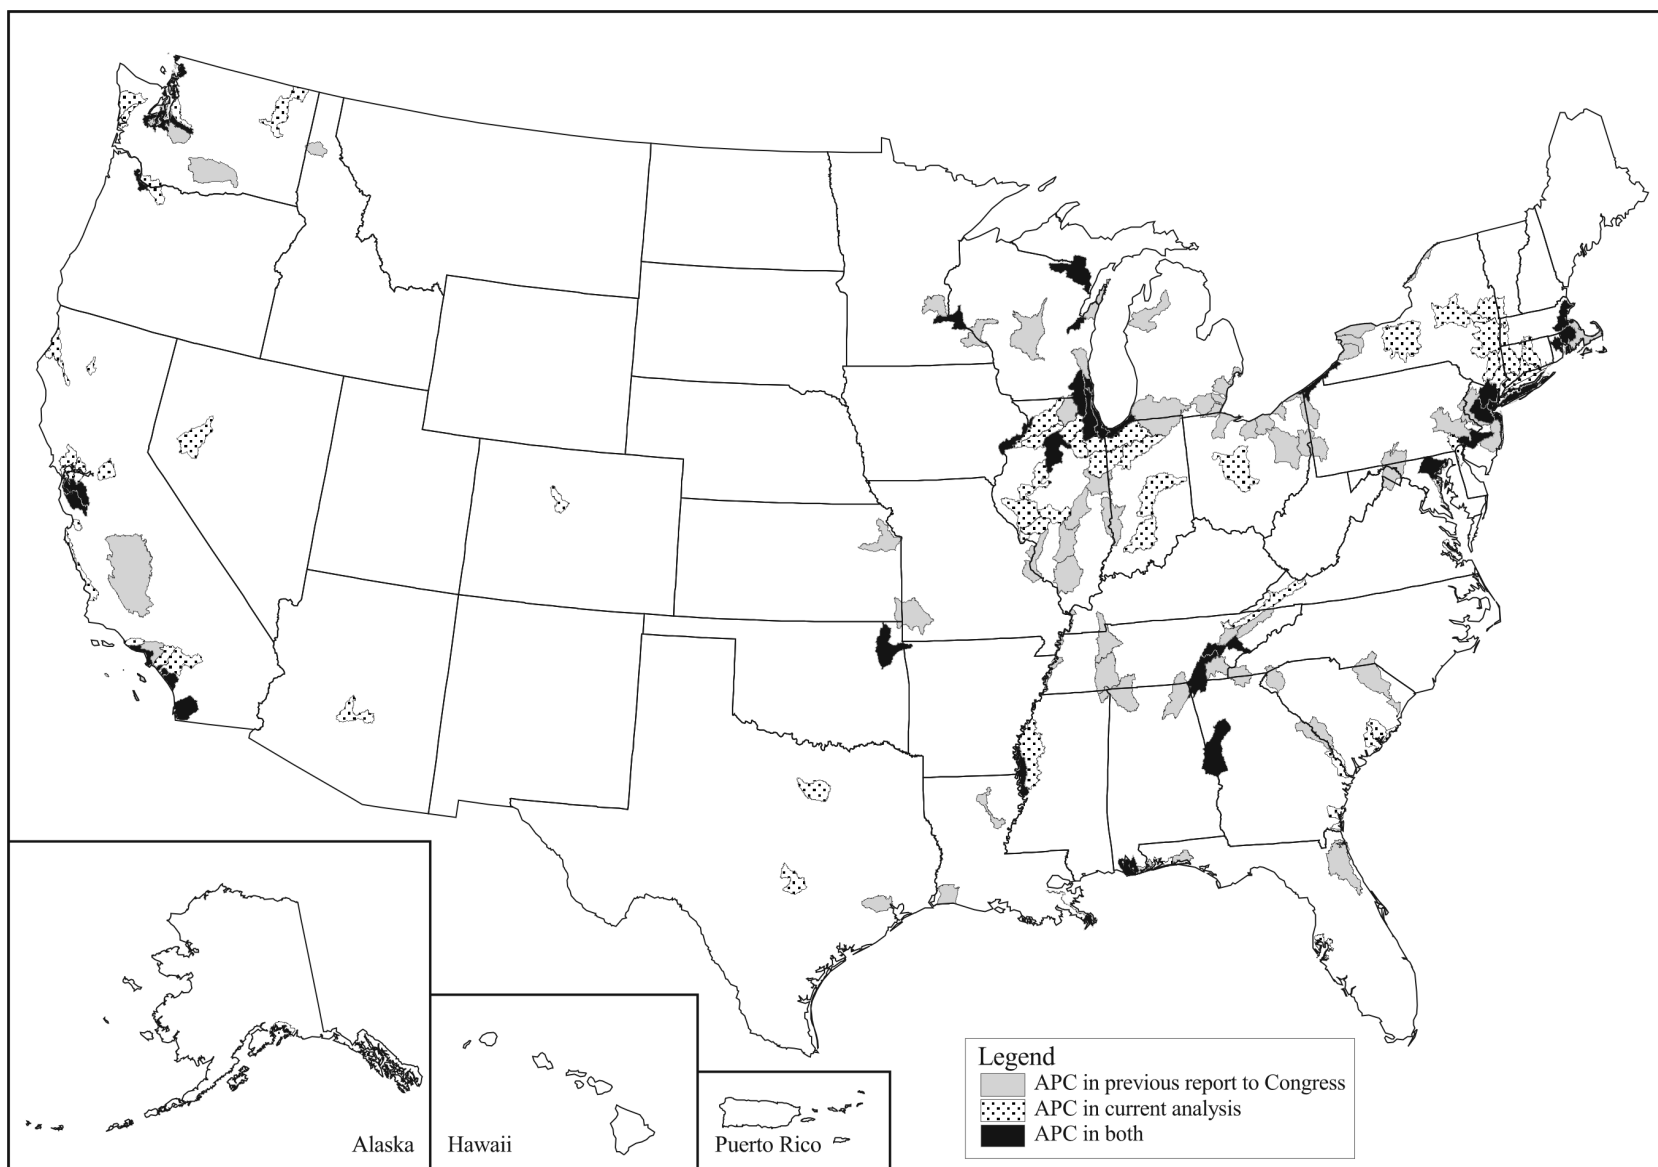 Alaska
Hawaii
Puerto Rico
Legend
APC in previous report to Congress
APC in current analysis
APC in both